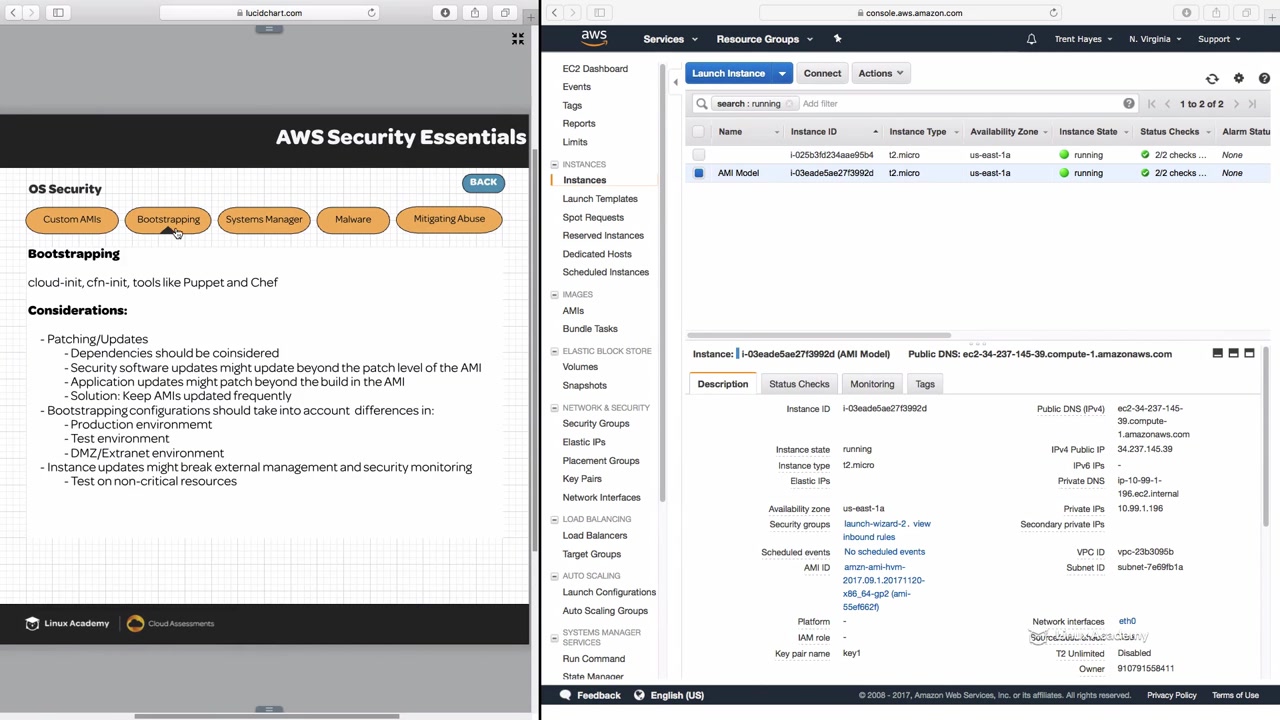 lucidchart.com
AWS Security Essentials
OS Security
BACK
Custom AMIs
Bootstrapping
Systems Manager
Malware
Mitigating Abuse
Bootstrapping
cloud-init, cfn-init, tools like Puppet and Chef
Considerations:
- Patching/Updates
- Dependencies should be coinsidered
- Security software updates might update beyond the patch level of the AMI
- Application updates might patch beyond the build in the AMI
- Solution: Keep AMIs updated frequently
- Bootstrapping configurations should take into account differences in:
- Production enviroment
- Test environment
- DMZ/Extranet environment
- Instance updates might break external management and security monitoring
- Test on non-critical resources
Linux Academy
Cloud Assessments
console.aws.amazon.com
aws
Services
Resource Groups
Trent Hayes
N. Virginia
Support
EC2 Dashboard
Events
Tags
Reports
Limits
INSTANCES
Instances
Launch Templates
Spot Requests
Reserved Instances
Dedicated Hosts
Scheduled Instances
IMAGES
AMIs
Bundle Tasks
ELASTIC BLOCK STORE
Volumes
Snapshots
NETWORK & SECURITY
Security Groups
Elastic IPs
Placement Groups
Key Pairs
Network Interfaces
LOAD BALANCING
Load Balancers
Target Groups
AUTO SCALING
Launch Configurations
Auto Scaling Groups
SYSTEMS MANAGER
SERVICES
Run Command
State Manager
Launch Instance
Connect
Actions
search : running
Add filter
1 to 2 of 2
Name Instance ID Instance Type Availability Zone Instance State Status Checks Alarm Statu
i-025b3fd234aae95b4 t2.micro us-east-1a running 2/2 checks ... None
AMI Model i-03eade5ae27f3992d t2.micro us-east-1a running 2/2 checks ... None
Instance: i-03eade5ae27f3992d (AMI Model) Public DNS: ec2-34-237-145-39.compute-1.amazonaws.com
Description
Status Checks
Monitoring
Tags
Instance ID i-03eade5ae27f3992d
Instance state running
Instance type t2.micro
Elastic IPs
Availability zone us-east-1a
Security groups launch-wizard-2. view
inbound rules
Scheduled events No scheduled events
AMI ID amzn-ami-hvm-
2017.09.1.20171120-
x86_64-gp2 (ami-
55ef662f)
Platform -
IAM role -
Key pair name key1
Public DNS (IPv4) ec2-34-237-145-
39.compute-
1.amazonaws.com
IPv4 Public IP 34.237.145.39
IPv6 IPs -
Private DNS ip-10-99-1-
196.ec2.internal
Private IPs 10.99.1.196
Secondary private IPs
VPC ID vpc-23b3095b
Subnet ID subnet-7e69fb1a
Network interfaces eth0
T2 Unlimited Disabled
Owner 910791558411
Feedback
English (US)
© 2008 - 2017, Amazon Web Services, Inc. or its affiliates. All rights reserved.
Privacy Policy
Terms of Use